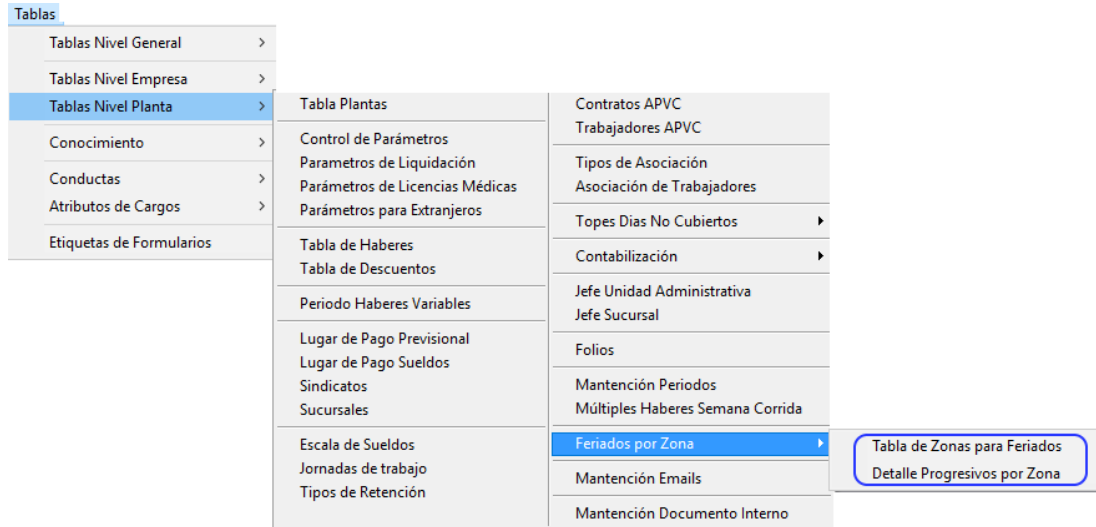 Tablas
Tablas Nivel General
Tablas Nivel Empresa
Tablas Nivel Planta
Conocimiento
Conductas
Atributos de Cargos
Etiquetas de Formularios
Tabla Plantas
Control de Parámetros
Parametros de Liquidación
Parámetros de Licencias Médicas
Parámetros para Extranjeros
Tabla de Haberes
Tabla de Descuentos
Periodo Haberes Variables
Lugar de Pago Previsional
Lugar de Pago Sueldos
Sindicatos
Sucursales
Escala de Sueldos
Jornadas de trabajo
Tipos de Retención
Contratos APVC
Trabajadores APVC
Tipos de Asociación
Asociación de Trabajadores
Topes Dias No Cubiertos
Contabilización
Jefe Unidad Administrativa
Jefe Sucursal
Folios
Mantención Periodos
Múltiples Haberes Semana Corrida
Feriados por Zona
Mantención Emails
Mantención Documento Interno
Tabla de Zonas para Feriados
Detalle Progresivos por Zona